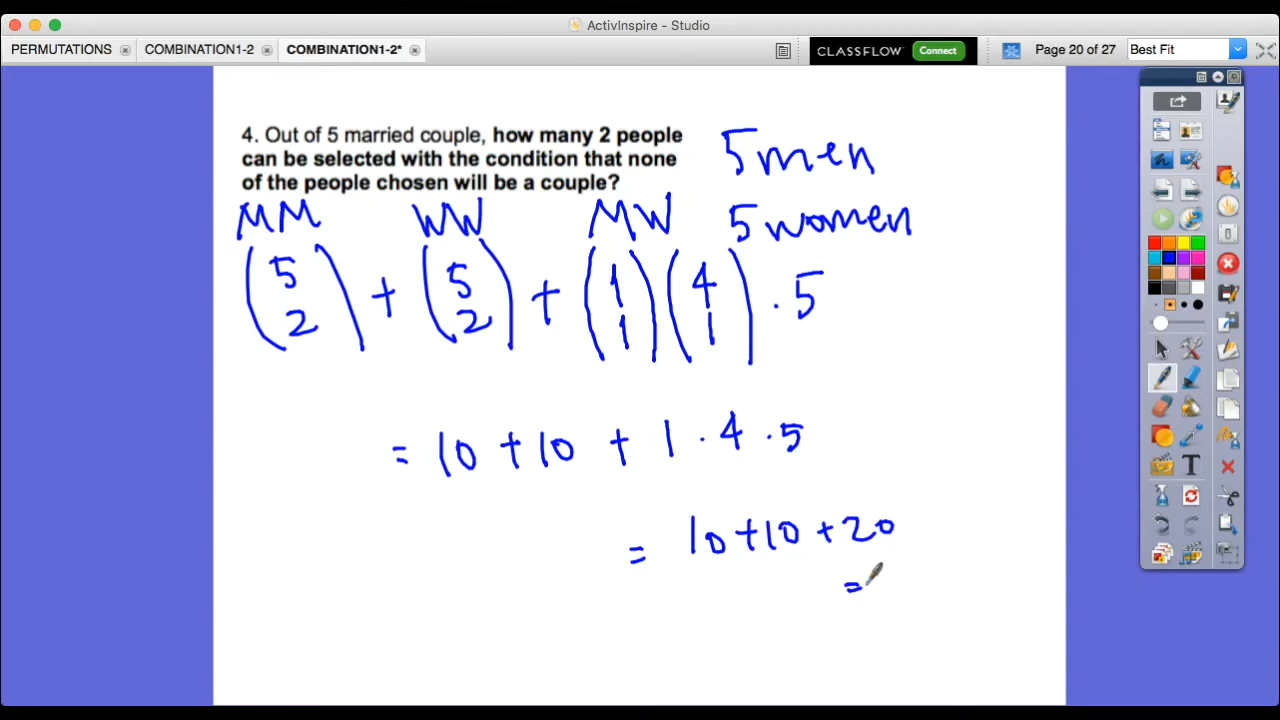 ActivInspire - Studio
PERMUTATIONS COMBINATION1-2 COMBINATION1-2* CLASSFLOW Connect Page 20 of 27 Best Fit
4. Out of 5 married couple, how many 2 people
can be selected with the condition that none
of the people chosen will be a couple?
5 men
5 women
MM WW MW
(5 2) + (5 2) + (1 1)(4 1) · 5
= 10 + 10 + 1 · 4 · 5
= 10 + 10 + 20
=